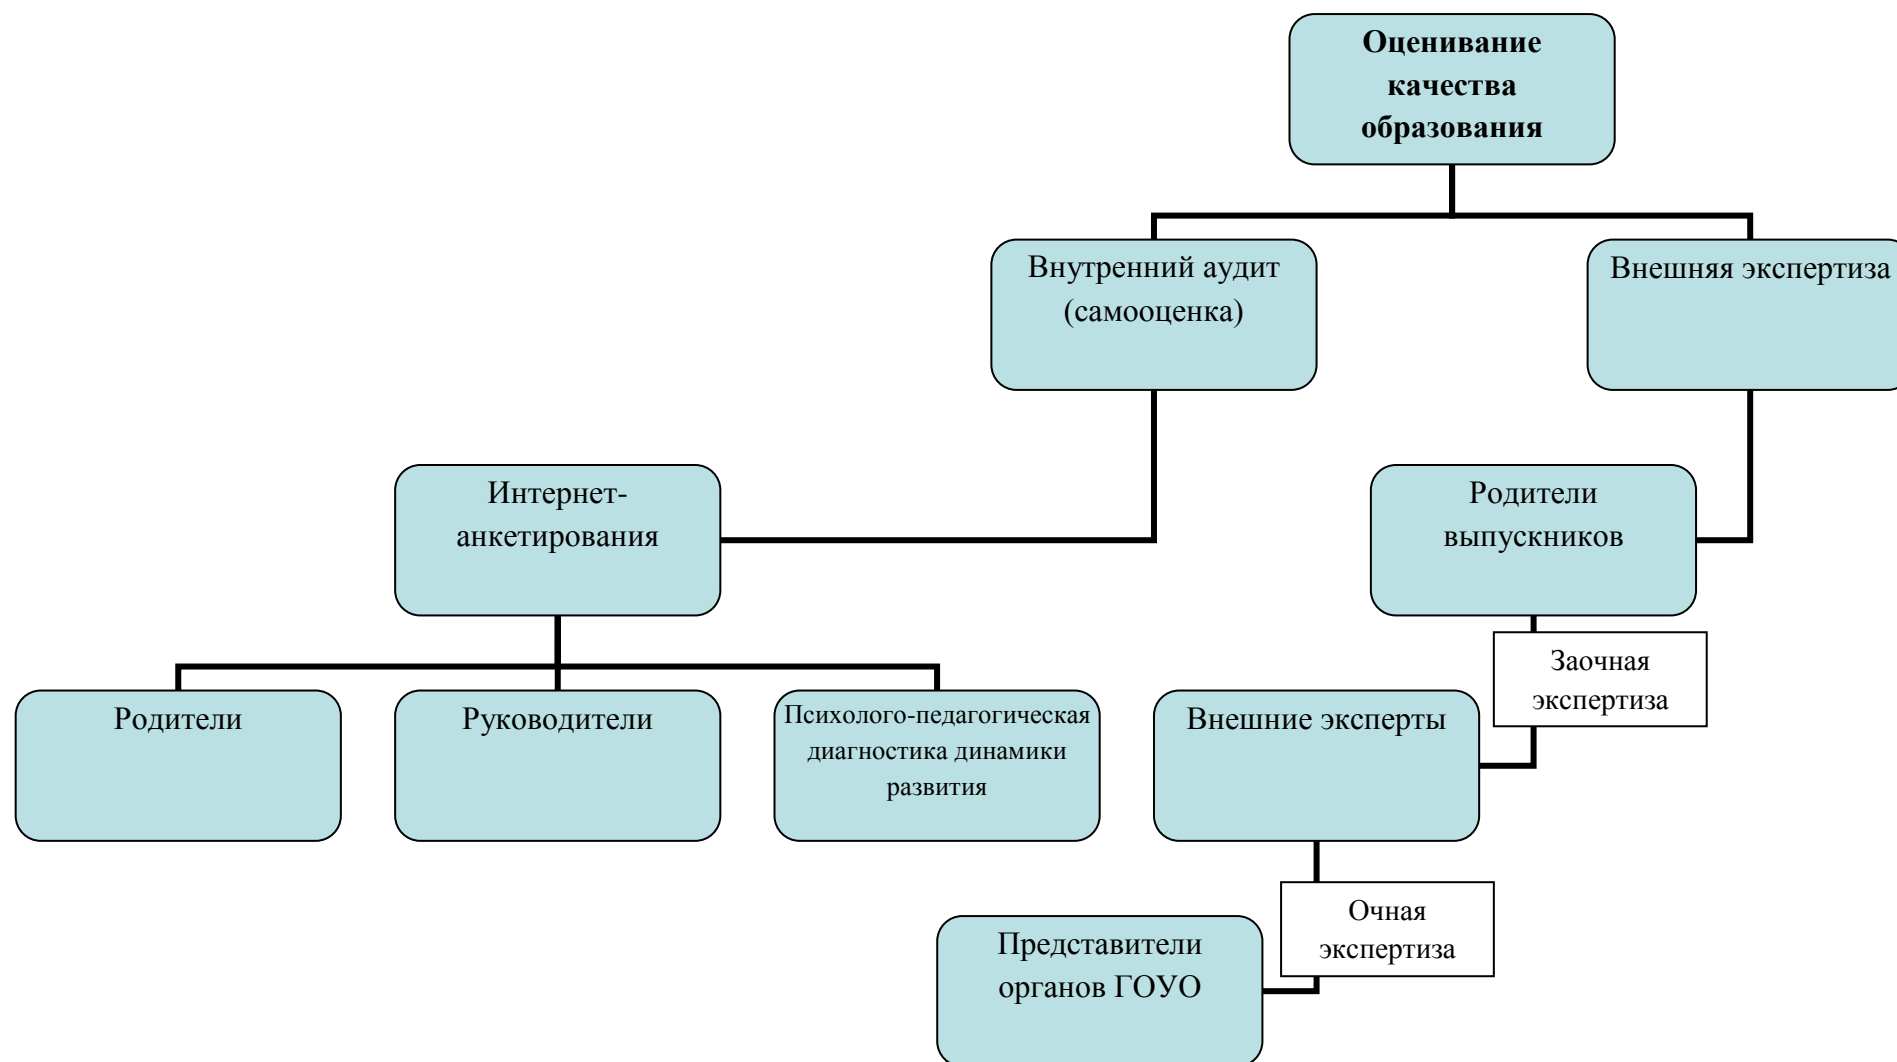 Оценивание
качества
образования
Внутренний аудит
(самооценка)
Внешняя экспертиза
Интернет-
анкетирования
Родители
выпускников
Заочная
экспертиза
Родители
Руководители
Психолого-педагогическая
диагностика динамики
развития
Внешние эксперты
Очная
экспертиза
Представители
органов ГОУО